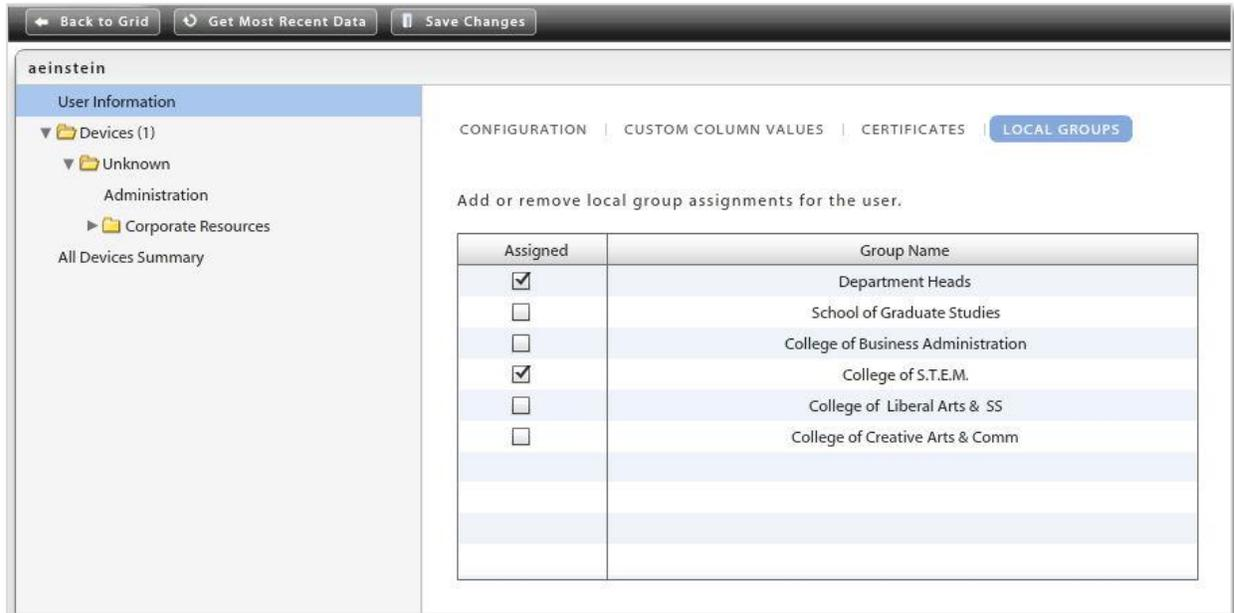 Back to Grid Get Most Recent Data Save Changes
aeinstein
User Information
Devices (1)
Unknown
Administration
Corporate Resources
All Devices Summary
CONFIGURATION | CUSTOM COLUMN VALUES | CERTIFICATES | LOCAL GROUPS
Add or remove local group assignments for the user.
Assigned Group Name
Department Heads
School of Graduate Studies
College of Business Administration
College of S.T.E.M.
College of Liberal Arts & SS
College of Creative Arts & Comm